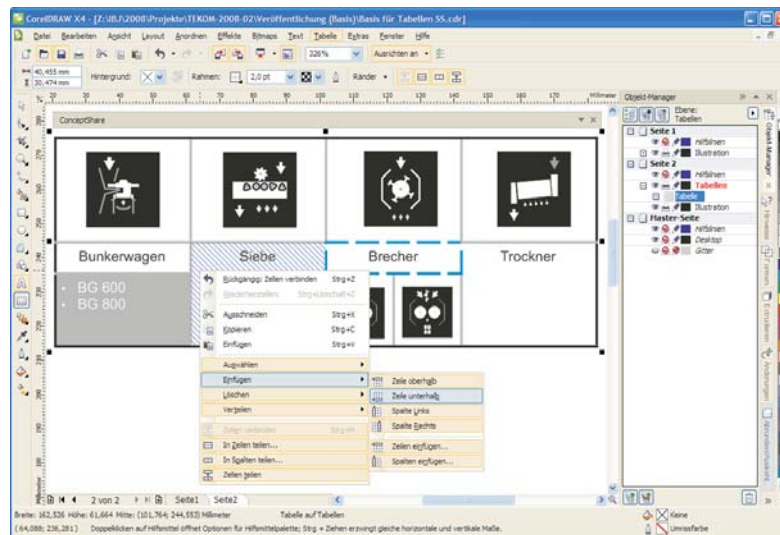 CorelDRAW X4 - [Z:\IBJ\2008\Projekte\TEKOM-2008-02\Veröffentlichung (Basis)\Basis für Tabellen SS.cdr]
Datei Bearbeiten Ansicht Layout Anordnen Effekte Bitmaps Text Tabelle Extras Fenster Hilfe
326% Ausrichten an
40,455 mm
30,474 mm
Hintergrund: Rahmen: 2,0 pt Ränder
Millimeter
Objekt-Manager
Ebene:
Tabellen
ConceptShare
Seite 1
Hilfslinien
Illustration
Seite 2
Hilfslinien
Tabellen
Tabelle
Illustration
Master-Seite
Hilfslinien
Desktop
Gitter
Bunkerwagen Siebe Brecher Trockner
• BG 600
• BG 800
Rückgängig: Zellen verbinden Strg+Z
Wiederherstellen: Strg+Umschalt+Z
Ausschneiden Strg+X
Kopieren Strg+C
Einfügen Strg+V
Auswählen
Einfügen
Löschen
Verteilen
Zellen verbinden Strg+M
In Zeilen teilen...
In Spalten teilen...
Zellen teilen
Zeile oberhalb
Zeile unterhalb
Spalte Links
Spalte Rechts
Zeilen einfügen...
Spalten einfügen...
Objekt-Manager
Hinweise
Änderungen
2 von 2 Seite1 Seite2
Breite: 162,526 Höhe: 61,664 Mitte: (101,764; 244,553) Millimeter Tabelle auf Tabellen
Keine
(64,088; 236,281) Doppelklicken auf Hilfsmittel öffnet Optionen für Hilfsmittelpalette; Strg + Ziehen erzwingt gleiche horizontale und vertikale Maße.
Umrissfarbe